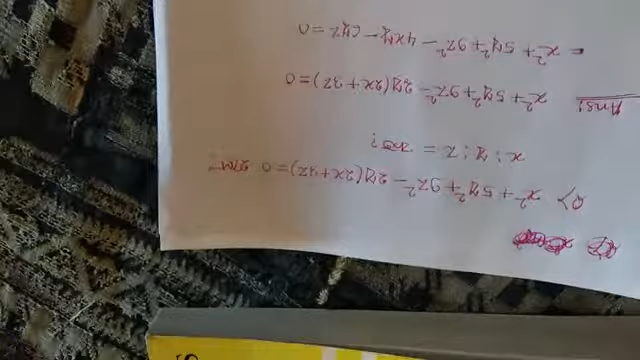 Q> x² + 5y² + 9z² - 2y(2x+3z) = 0
x : y : z = ?
Ans:
x² + 5y² + 9z² - 2y(2x+3z) = 0
= x² + 5y² + 9z² - 4xy - 6yz = 0